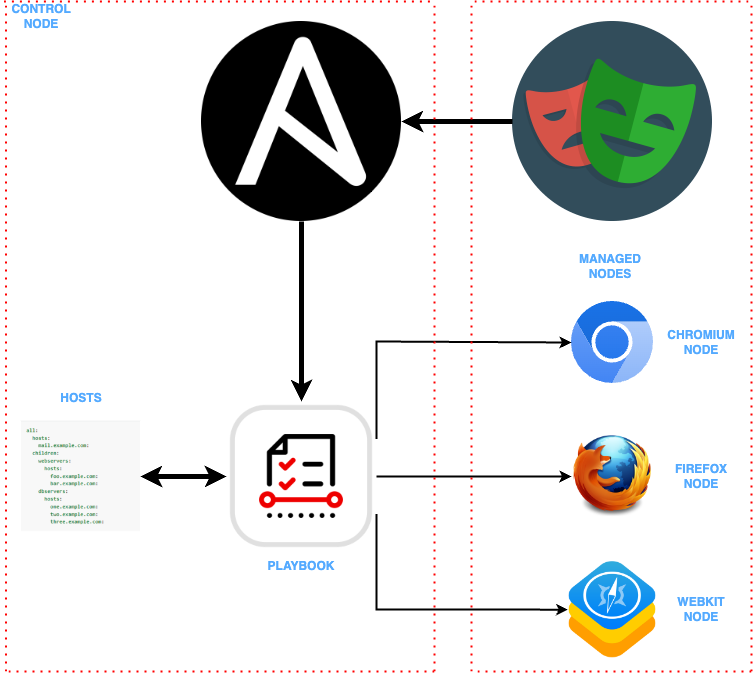 CONTROL
NODE
MANAGED
NODES
CHROMIUM
NODE
HOSTS
all:
hosts:
mail.example.com:
children:
webservers:
hosts:
foo.example.com:
bar.example.com:
dbservers:
hosts:
one.example.com:
two.example.com:
three.example.com:
FIREFOX
NODE
PLAYBOOK
WEBKIT
NODE